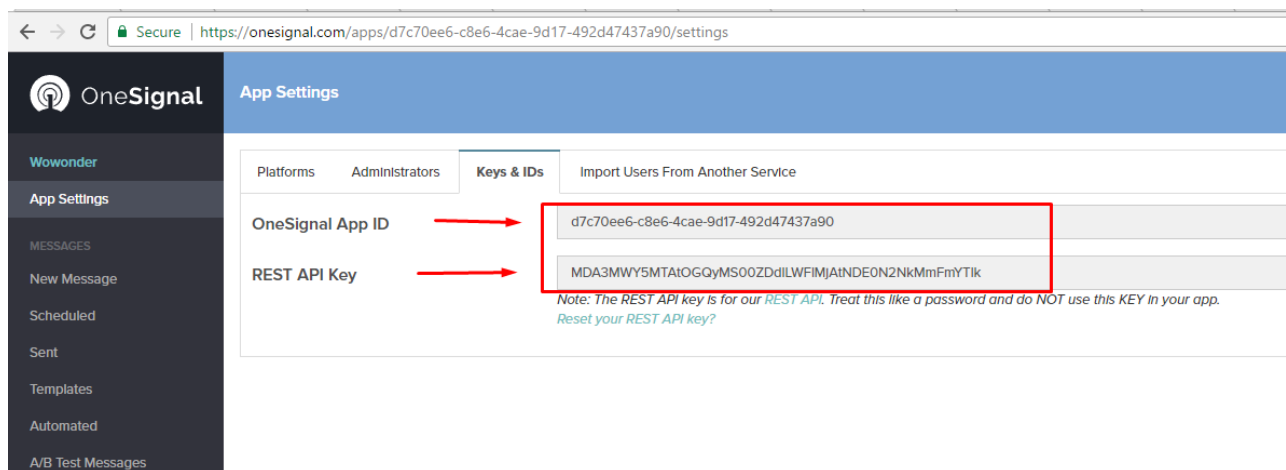 Secure | https://onesignal.com/apps/d7c70ee6-c8e6-4cae-9d17-492d47437a90/settings
OneSignal
App Settings
Wowonder
App Settings
MESSAGES
New Message
Scheduled
Sent
Templates
Automated
A/B Test Messages
Platforms
Administrators
Keys & IDs
Import Users From Another Service
OneSignal App ID
d7c70ee6-c8e6-4cae-9d17-492d47437a90
REST API Key
MDA3MWY5MTAtOGQyMS00ZDdlLWFlMjAtNDE0N2NkMmFmYTlk
Note: The REST API key is for our REST API. Treat this like a password and do NOT use this KEY in your app.
Reset your REST API key?